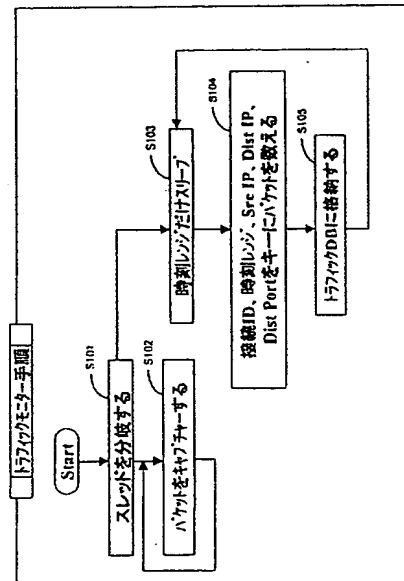 トラフィックモニター手順
Start
S101
スレッドを分岐する
S102
パケットをキャプチャーする
S103
時刻レンジだけスリープ
S104
接続ID、時刻レンジ、Src IP、Dist IP、
Dist Portをキーにパケットを数える
S105
トラフィックDBに格納する